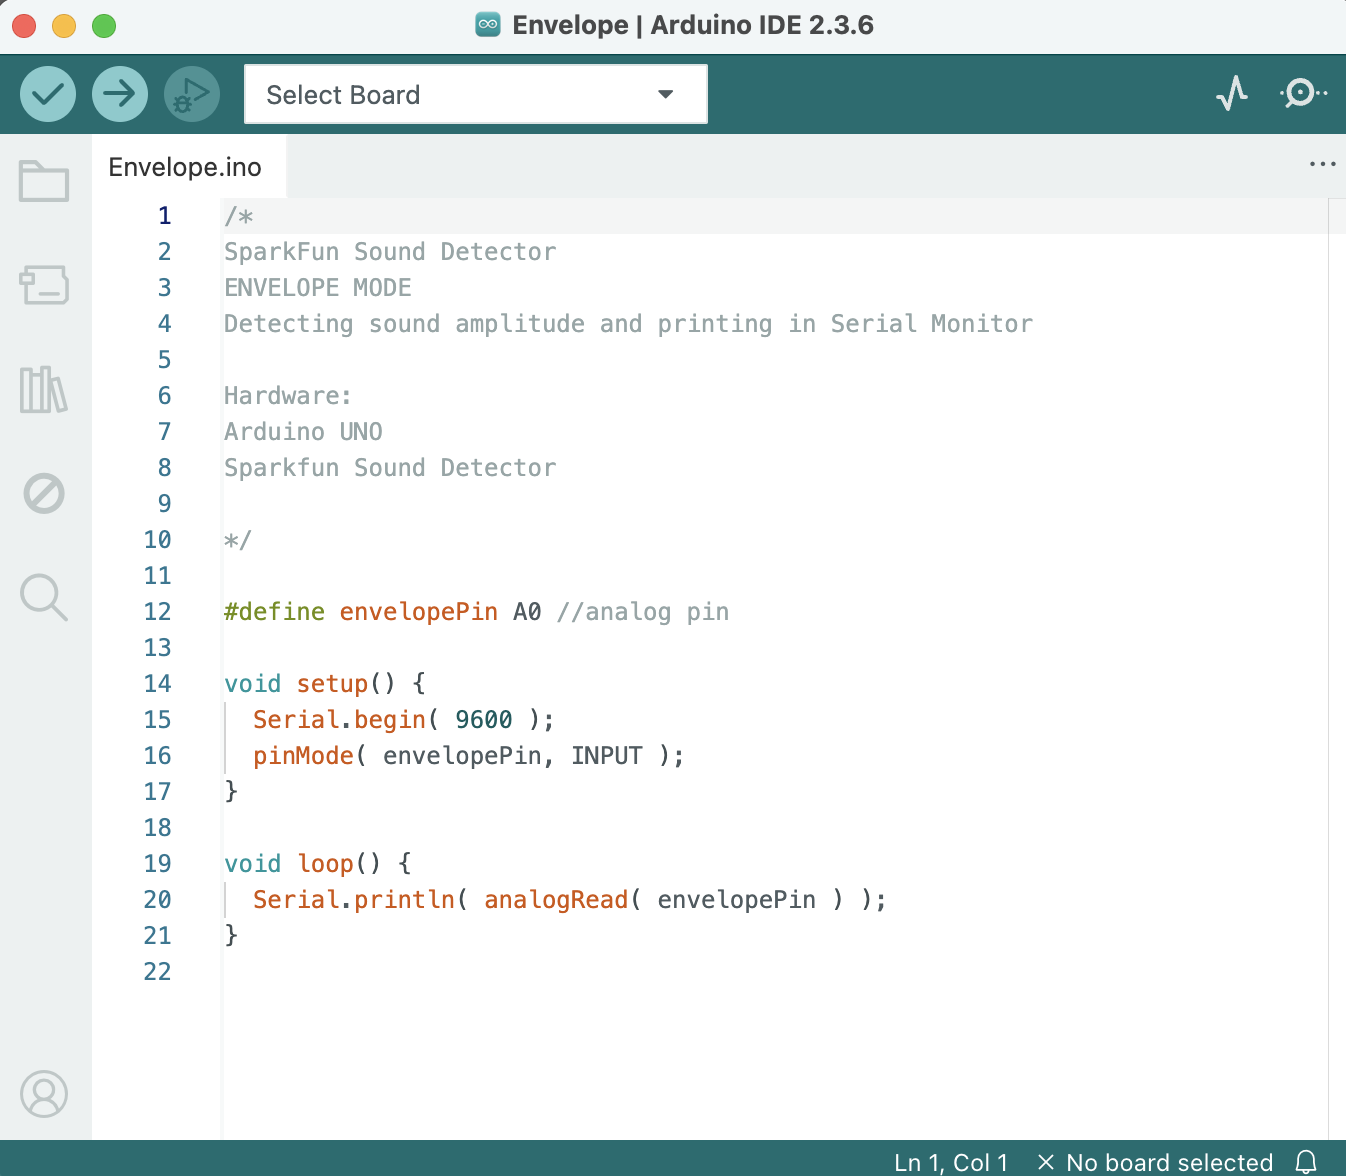 Envelope | Arduino IDE 2.3.6
Select Board
Envelope.ino
1 /*
2 SparkFun Sound Detector
3 ENVELOPE MODE
4 Detecting sound amplitude and printing in Serial Monitor
5
6 Hardware:
7 Arduino UNO
8 Sparkfun Sound Detector
9
10 */
11
12 #define envelopePin A0 //analog pin
13
14 void setup() {
15 Serial.begin( 9600 );
16 pinMode( envelopePin, INPUT );
17 }
18
19 void loop() {
20 Serial.println( analogRead( envelopePin ) );
21 }
22
Ln 1, Col 1 × No board selected